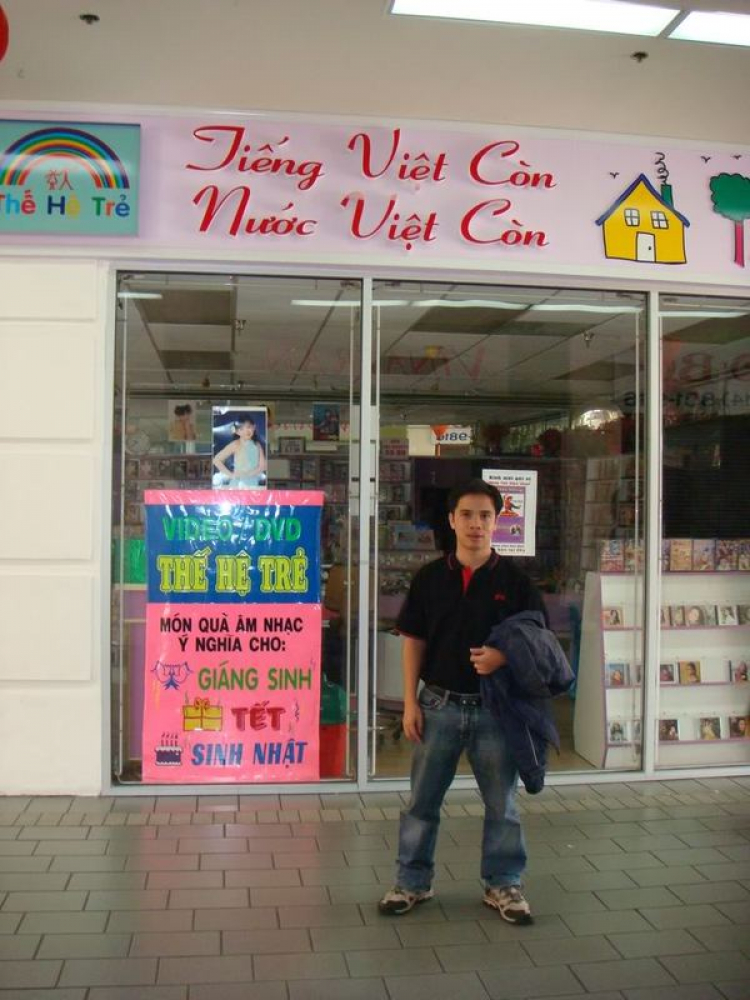 Thế Hệ Trẻ
Tiếng Việt Còn
Nước Việt Còn
VIDEO - DVD
THẾ HỆ TRẺ
MÓN QUÀ ÂM NHẠC
Ý NGHĨA CHO:
GIÁNG SINH
TẾT
SINH NHẬT